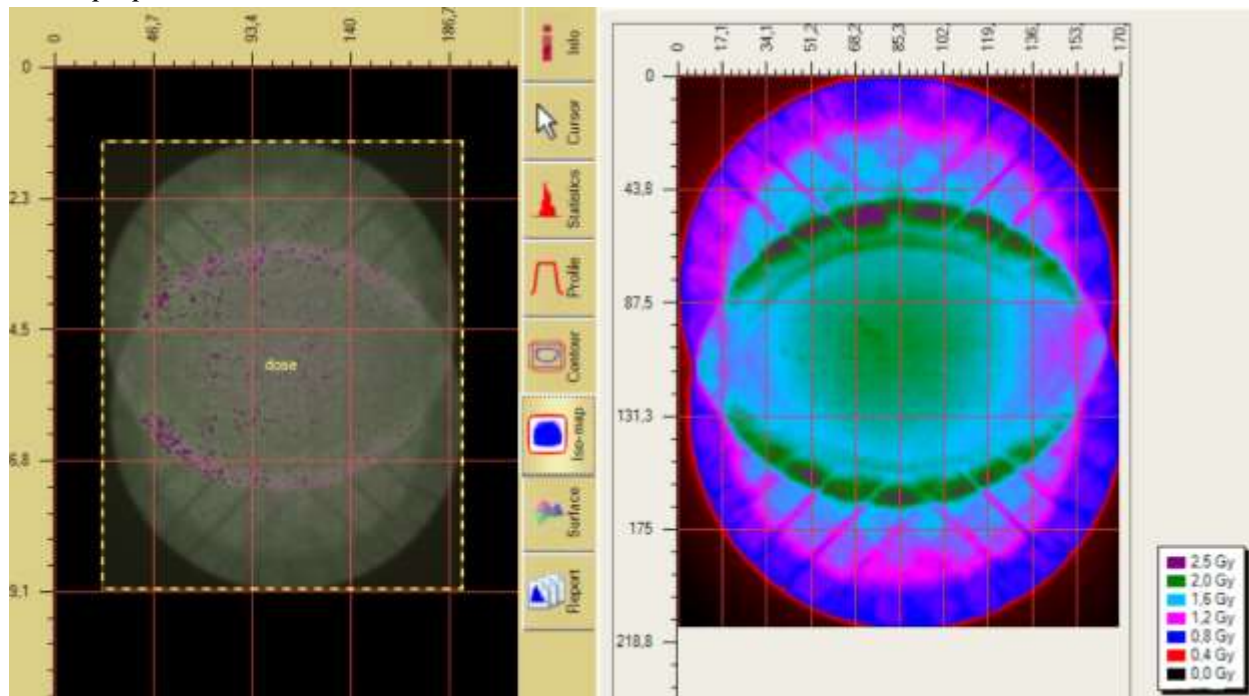 0
46,7
93,4
140
186,7
0
2,3
4,5
6,8
9,1
dose
Info
Cursor
Statistics
Profile
Contour
Iso-map
Surface
Report
0
17,1
34,1
51,2
68,2
85,3
102,
119,
136,
153,
170,
0
43,8
87,5
131,3
175
218,8
2.5 Gy
2.0 Gy
1.6 Gy
1.2 Gy
0.8 Gy
0.4 Gy
0.0 Gy